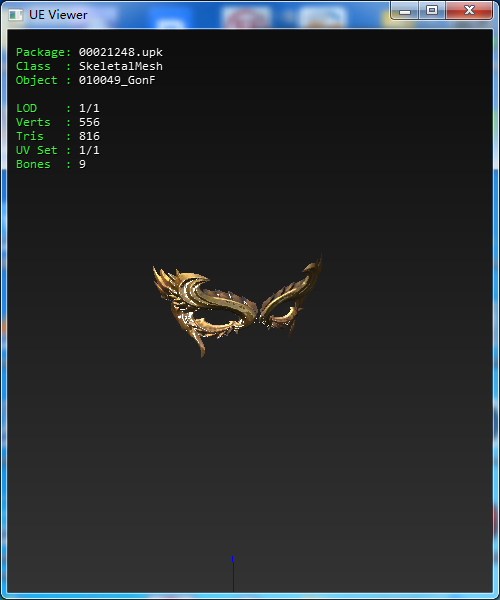 UE Viewer
Package: 00021248.upk
Class : SkeletalMesh
Object : 010049_GonF
LOD : 1/1
Verts : 556
Tris : 816
UV Set : 1/1
Bones : 9